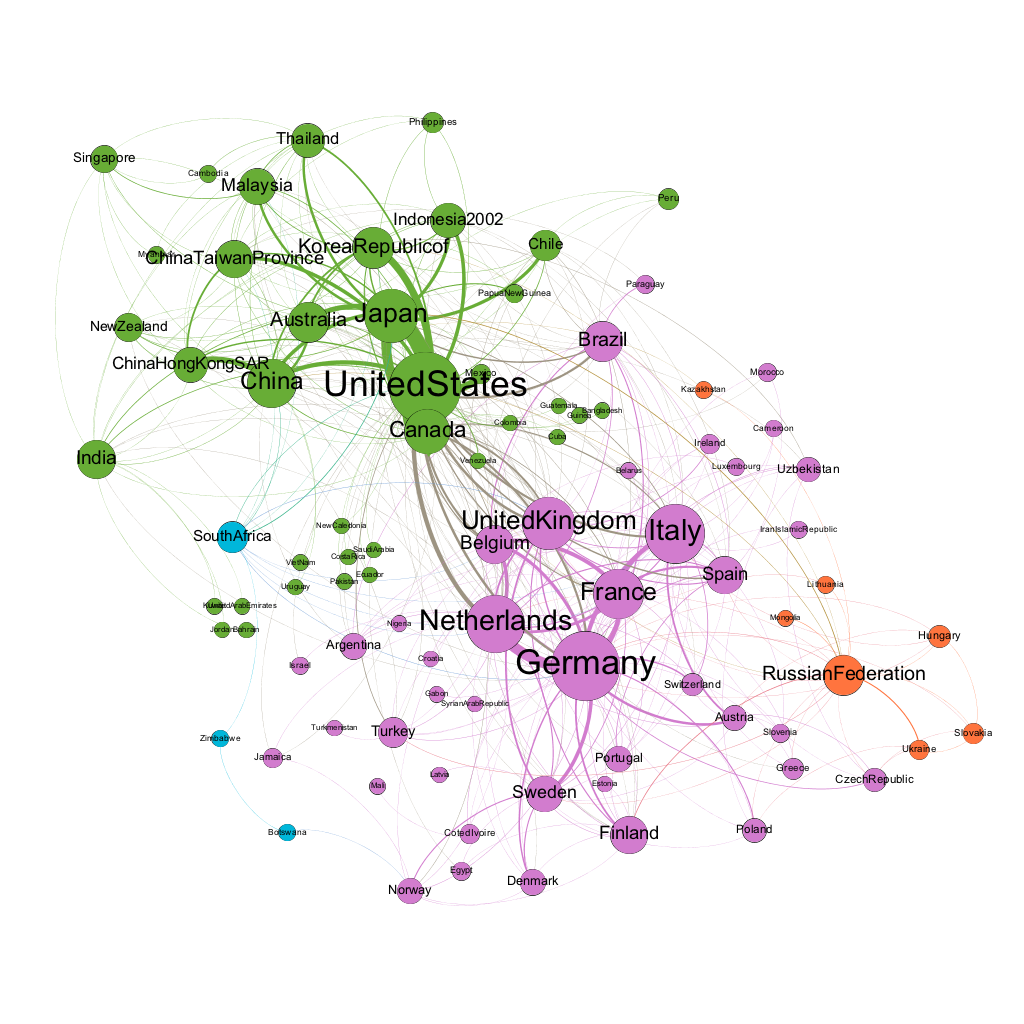 Philippines
Thailand
Singapore
Cambodia
Malaysia
Peru
Indonesia2002
KoreaRepublicof
Chile
ChinaTaiwanProvince
Paraguay
PapuaNewGuinea
Japan
Australia
NewZealand
Brazil
ChinaHongKongSAR
Mexico
Morocco
China
UnitedStates
Kazakhstan
Guatemala
Guinea
Bangladesh
Colombia
Canada
Cameroon
Cuba
Ireland
India
Venezuela
Belarus
Luxembourg
Uzbekistan
UnitedKingdom
NewCaledonia
Italy
IranIslamicRepublic
SouthAfrica
Belgium
SaudiArabia
CostaRica
VietNam
Ecuador
Spain
Pakistan
Uruguay
Lithuania
France
Netherlands
Mongolia
Nigeria
Jordan
Bahrain
Hungary
Argentina
Croatia
Israel
Germany
RussianFederation
Switzerland
Gabon
SyrianArabRepublic
Austria
Turkmenistan
Turkey
Slovenia
Slovakia
Zimbabwe
Ukraine
Jamaica
Portugal
Greece
Latvia
CzechRepublic
Mali
Estonia
Sweden
Botswana
CotedIvoire
Finland
Poland
Egypt
Denmark
Norway